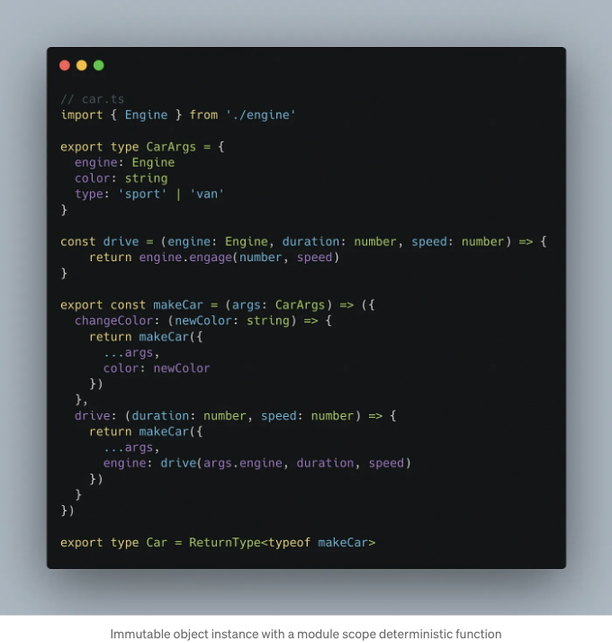 // car.ts
import { Engine } from './engine'

export type CarArgs = {
  engine: Engine
  color: string
  type: 'sport' | 'van'
}

const drive = (engine: Engine, duration: number, speed: number) => {
    return engine.engage(number, speed)
}

export const makeCar = (args: CarArgs) => ({
  changeColor: (newColor: string) => {
    return makeCar({
      ...args,
      color: newColor
    })
  },
  drive: (duration: number, speed: number) => {
    return makeCar({
      ...args,
      engine: drive(args.engine, duration, speed)
    })
  }
})

export type Car = ReturnType<typeof makeCar>
Immutable object instance with a module scope deterministic function